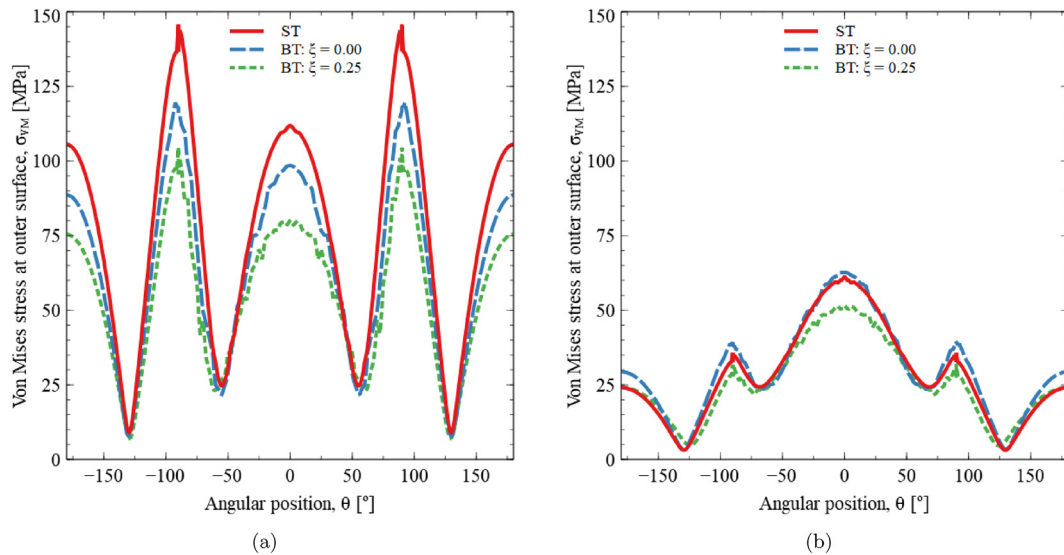 150
125
100
75
50
25
0
Von Mises stress at outer surface, σVM [MPa]
ST
BT: ξ = 0.00
BT: ξ = 0.25
−150 −100 −50 0 50 100 150
Angular position, θ [°]
(a)
150
125
100
75
50
25
0
Von Mises stress at outer surface, σVM [MPa]
ST
BT: ξ = 0.00
BT: ξ = 0.25
−150 −100 −50 0 50 100 150
Angular position, θ [°]
(b)